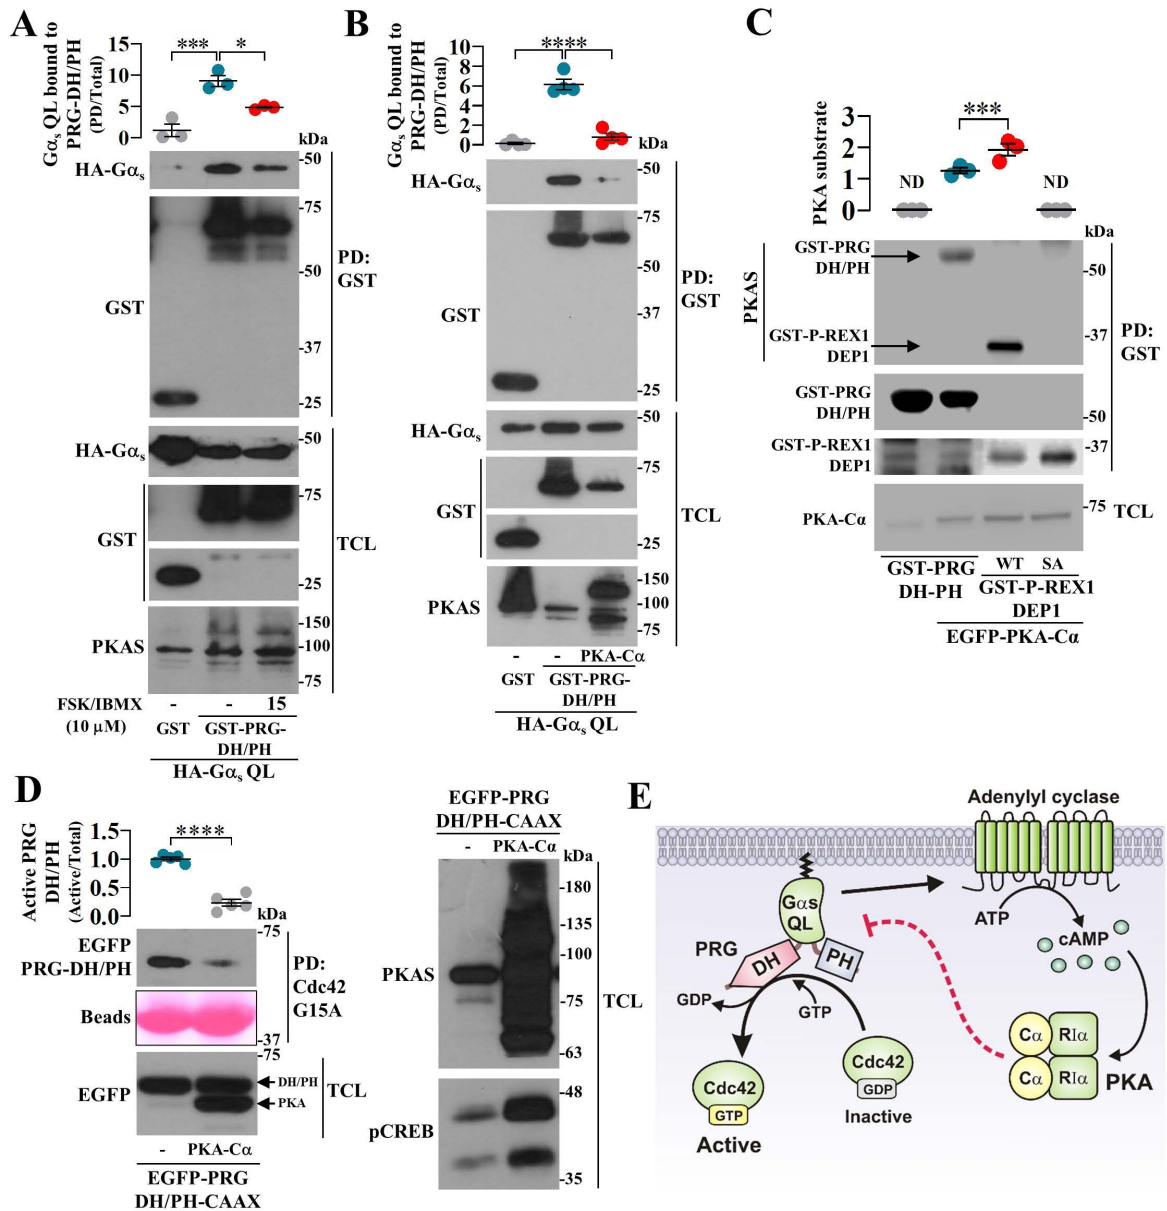 A
Gαs QL bound to
PRG-DH/PH
(PD/Total)
15
10
5
0
***
*
kDa
HA-Gαs
-50
GST
-75
-50
-37
-25
PD:
GST
HA-Gαs
-50
GST
-75
-25
TCL
PKAS
-150
-100
-75
FSK/IBMX
(10 μM)
- - 15
GST
GST-PRG-
DH/PH
HA-Gαs QL
B
Gαs QL bound to
PRG-DH/PH
(PD/Total)
10
8
6
4
2
0
****
kDa
HA-Gαs
-50
GST
-75
-50
-37
-25
PD:
GST
HA-Gαs
-50
GST
-75
-25
TCL
PKAS
-150
-100
-75
- - PKA-Cα
GST
GST-PRG-
DH/PH
HA-Gαs QL
C
PKA substrate
3
2
1
0
ND
***
ND
kDa
PKAS
GST-PRG
DH/PH
-50
GST-P-REX1
DEP1
-37
PD:
GST
GST-PRG
DH/PH
-50
GST-P-REX1
DEP1
-37
PKA-Cα
-75
TCL
GST-PRG
DH-PH
WT SA
GST-P-REX1
DEP1
EGFP-PKA-Cα
D
Active PRG
DH/PH
(Active/Total)
1.5
1.0
0.5
0.0
****
kDa
-75
EGFP
PRG-DH/PH
Beads
-37
PD:
Cdc42
G15A
-75
EGFP
DH/PH
PKA
TCL
- PKA-Cα
EGFP-PRG
DH/PH-CAAX
EGFP-PRG
DH/PH-CAAX
- PKA-Cα
kDa
PKAS
-180
-135
-100
-75
-63
TCL
pCREB
-48
-35
E
Adenylyl cyclase
Gαs
QL
ATP
cAMP
PRG
DH
PH
GDP
GTP
Cdc42
GTP
Active
Cdc42
GDP
Inactive
Cα RIα
Cα RIα
PKA